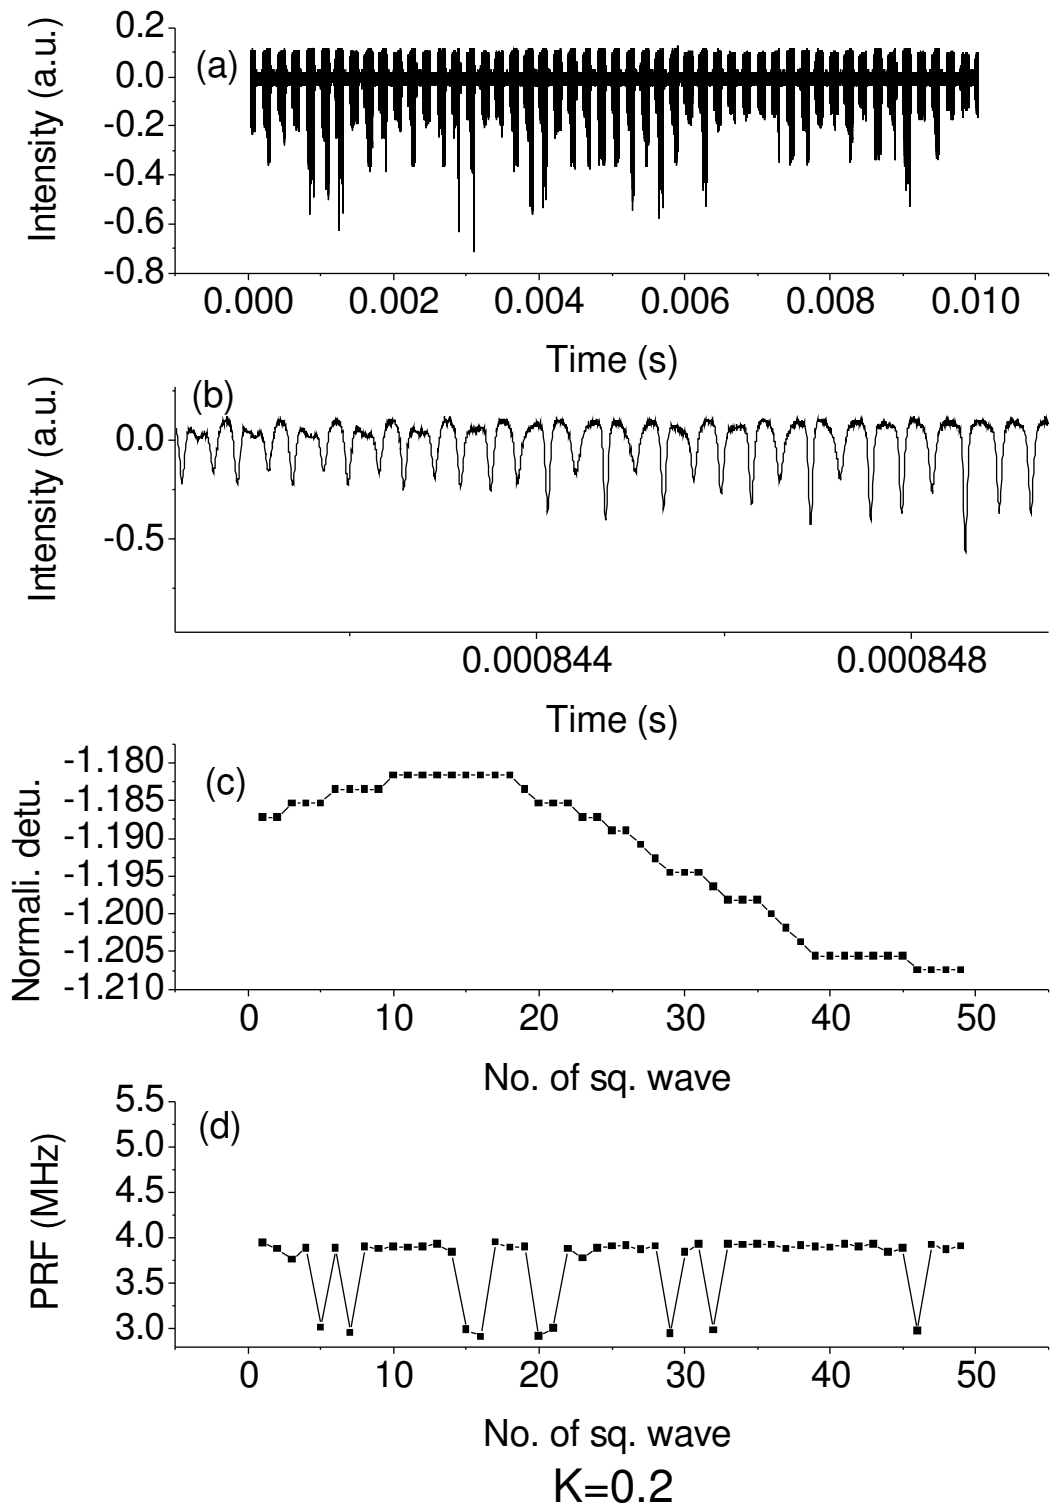 Intensity (a.u.)
(a)
0.2
0.0
-0.2
-0.4
-0.6
-0.8
0.000 0.002 0.004 0.006 0.008 0.010
Time (s)
Intensity (a.u.)
(b)
0.0
-0.5
0.000844 0.000848
Time (s)
Normali. detu.
(c)
-1.180
-1.185
-1.190
-1.195
-1.200
-1.205
-1.210
0 10 20 30 40 50
No. of sq. wave
PRF (MHz)
(d)
5.5
5.0
4.5
4.0
3.5
3.0
0 10 20 30 40 50
No. of sq. wave
K=0.2